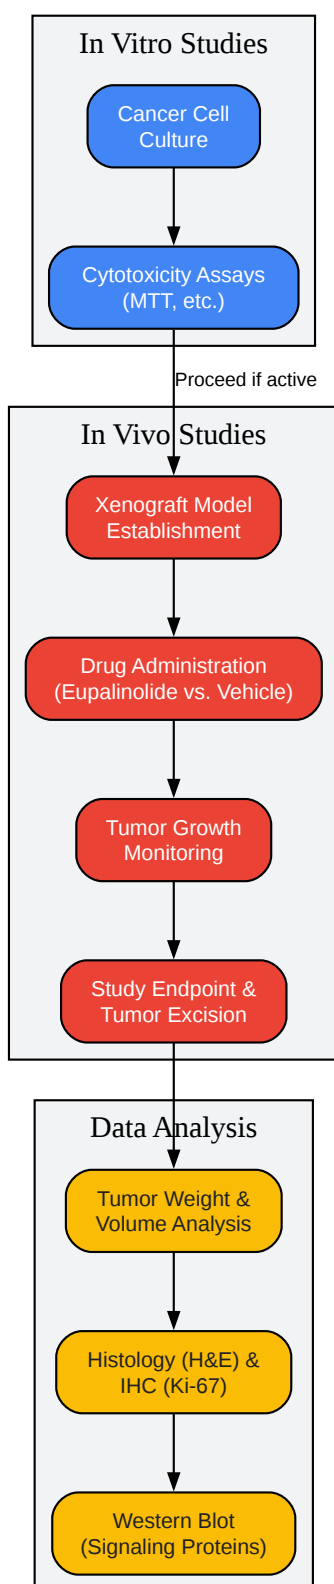 In Vitro Studies
Cancer Cell
Culture
Cytotoxicity Assays
(MTT, etc.)
Proceed if active
In Vivo Studies
Xenograft Model
Establishment
Drug Administration
(Eupalinolide vs. Vehicle)
Tumor Growth
Monitoring
Study Endpoint &
Tumor Excision
Data Analysis
Tumor Weight &
Volume Analysis
Histology (H&E) &
IHC (Ki-67)
Western Blot
(Signaling Proteins)